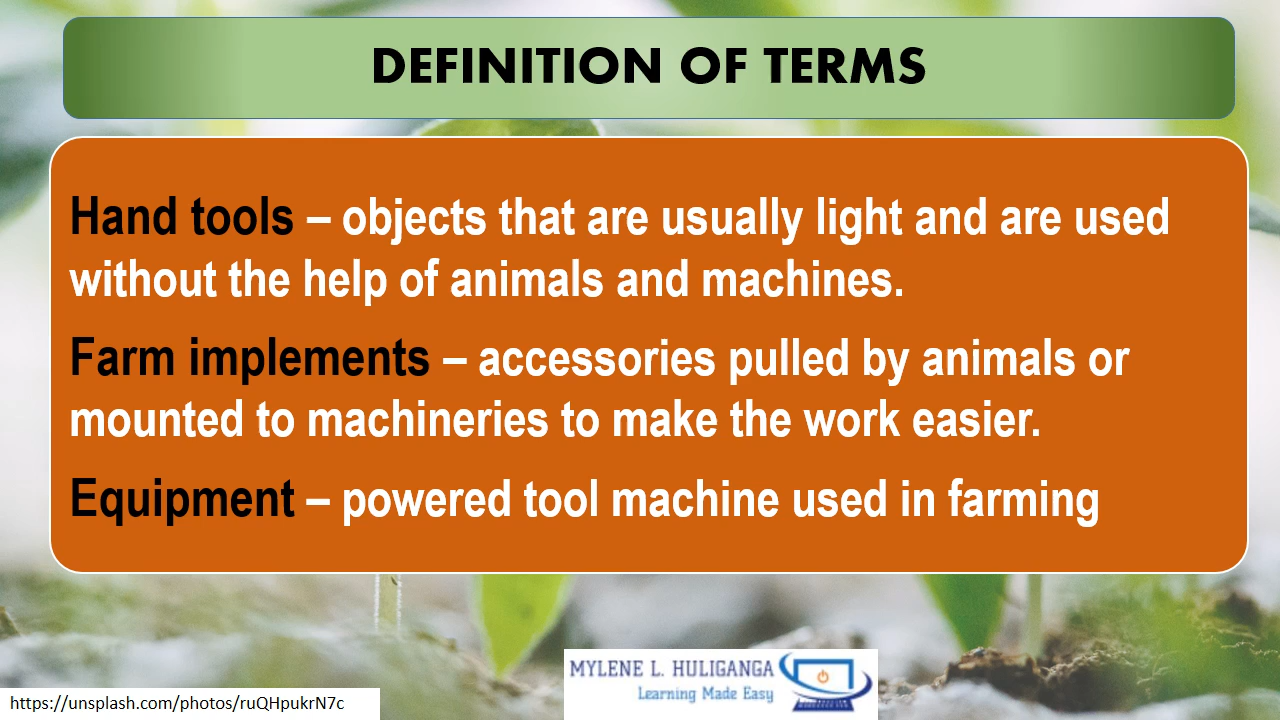 DEFINITION OF TERMS
Hand tools – objects that are usually light and are used
without the help of animals and machines.
Farm implements – accessories pulled by animals or
mounted to machineries to make the work easier.
Equipment – powered tool machine used in farming
MYLENE L. HULIGANGA
Learning Made Easy
https://unsplash.com/photos/ruQHpukrN7c